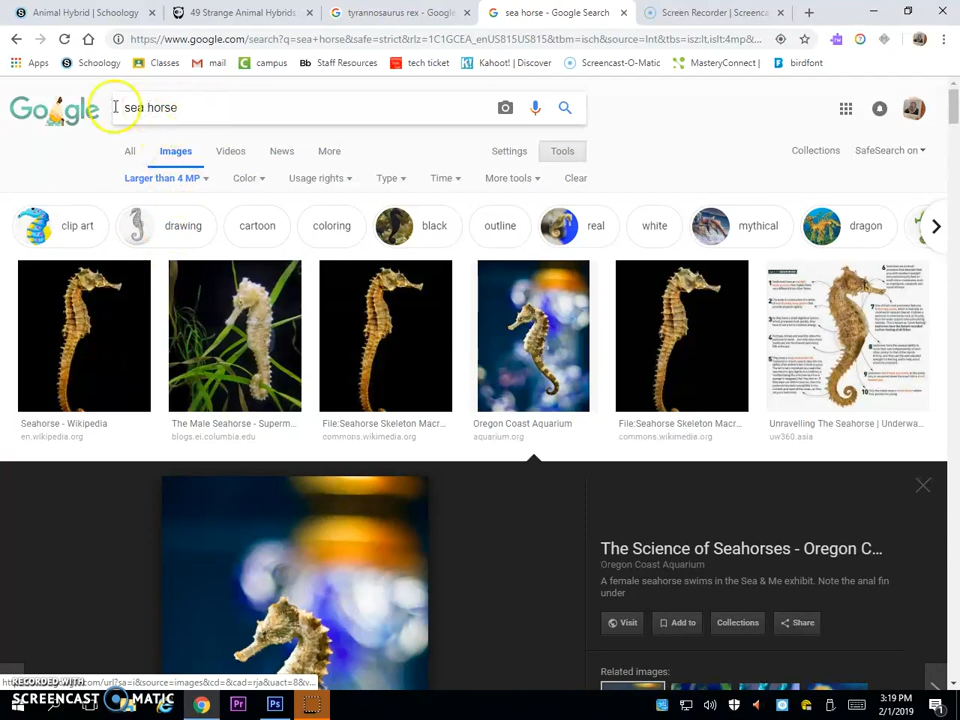 Animal Hybrid | Schoology
49 Strange Animal Hybrids
tyrannosaurus rex - Google
sea horse - Google Search
Screen Recorder | Screenca
https://www.google.com/search?q=sea+horse&safe=strict&rlz=1C1GCEA_enUS815US815&tbm=isch&source=lnt&tbs=isz:lt,islt:4mp&...
Apps
Schoology
Classes
mail
campus
Bb Staff Resources
tech ticket
Kahoot! | Discover
Screencast-O-Matic
MasteryConnect |
birdfont
Google
sea horse
All
Images
Videos
News
More
Settings
Tools
Collections
SafeSearch on
Larger than 4 MP
Color
Usage rights
Type
Time
More tools
Clear
clip art
drawing
cartoon
coloring
black
outline
real
white
mythical
dragon
Seahorse - Wikipedia
en.wikipedia.org
The Male Seahorse - Superm...
blogs.ei.columbia.edu
File:Seahorse Skeleton Macr...
commons.wikimedia.org
Oregon Coast Aquarium
aquarium.org
File:Seahorse Skeleton Macr...
commons.wikimedia.org
Unravelling The Seahorse | Underwa...
uw360.asia
The Science of Seahorses - Oregon C...
Oregon Coast Aquarium
A female seahorse swims in the Sea & Me exhibit. Note the anal fin
under
Visit
Add to
Collections
Share
Related images:
.com/url?sa=i&source=images&cd=&cad=rja&uact=8&v...
RECORDED WITH
SCREENCAST MATIC
Pr
Ps
3:19 PM
2/1/2019